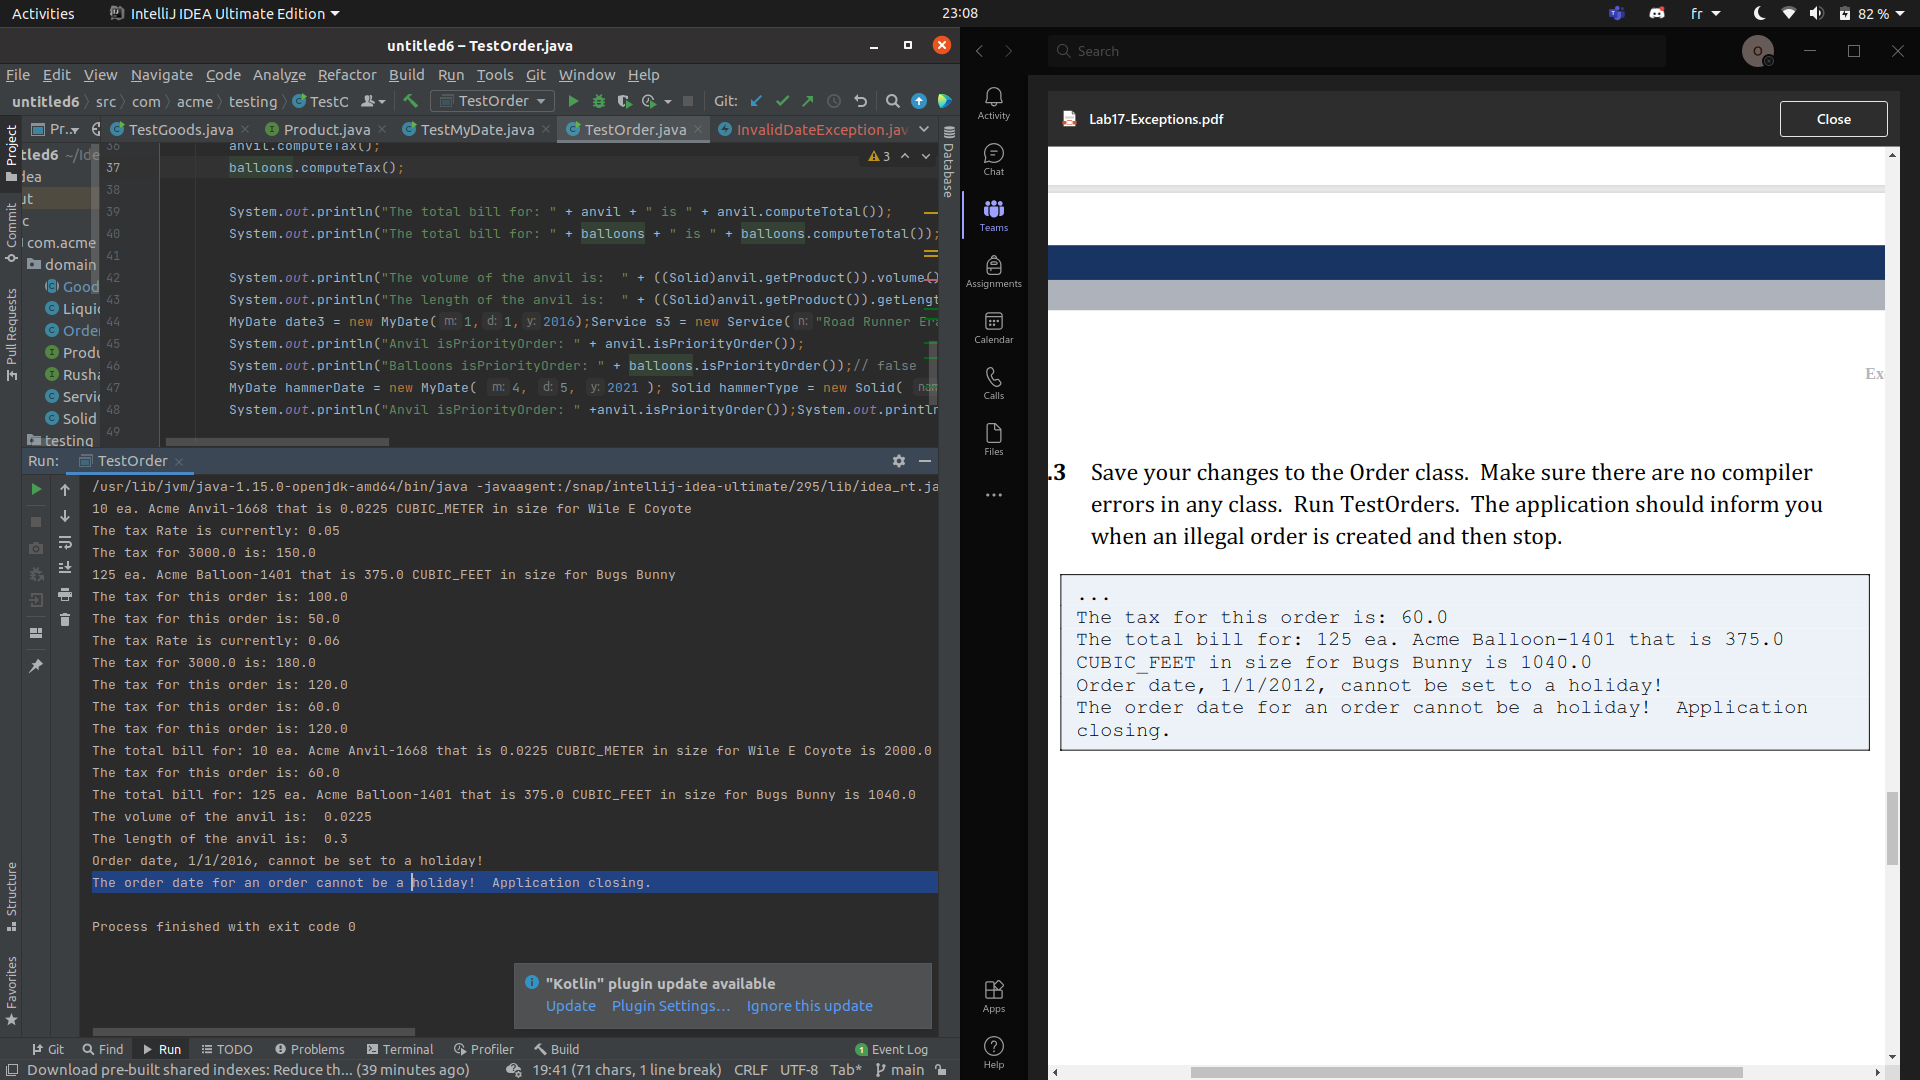 Activities
IntelliJ IDEA Ultimate Edition
23:08
fr
82 %
untitled6 – TestOrder.java
File Edit View Navigate Code Analyze Refactor Build Run Tools Git Window Help
untitled6 src com acme testing TestO TestOrder Git:
Pr... TestGoods.java Product.java TestMyDate.java TestOrder.java InvalidDateException.jav
Project
Commit
Pull Requests
Structure
Favorites
Database
tled6 ~/Ide
dea
ut
c
com.acme
domain
Good
Liquid
Orde
Produ
Rusha
Servic
Solid
testing
36 anvil.computeTax();
37 balloons.computeTax();
38
39 System.out.println("The total bill for: " + anvil + " is " + anvil.computeTotal());
40 System.out.println("The total bill for: " + balloons + " is " + balloons.computeTotal());
41
42 System.out.println("The volume of the anvil is:  " + ((Solid)anvil.getProduct()).volume()
43 System.out.println("The length of the anvil is:  " + ((Solid)anvil.getProduct()).getLengt
44 MyDate date3 = new MyDate( m: 1, d: 1, y: 2016);Service s3 = new Service( n: "Road Runner Era
45 System.out.println("Anvil isPriorityOrder: " + anvil.isPriorityOrder());
46 System.out.println("Balloons isPriorityOrder: " + balloons.isPriorityOrder());// false
47 MyDate hammerDate = new MyDate( m: 4, d: 5, y: 2021 ); Solid hammerType = new Solid( nam
48 System.out.println("Anvil isPriorityOrder: " +anvil.isPriorityOrder());System.out.println
49
3
Run: TestOrder
/usr/lib/jvm/java-1.15.0-openjdk-amd64/bin/java -javaagent:/snap/intellij-idea-ultimate/295/lib/idea_rt.ja
10 ea. Acme Anvil-1668 that is 0.0225 CUBIC_METER in size for Wile E Coyote
The tax Rate is currently: 0.05
The tax for 3000.0 is: 150.0
125 ea. Acme Balloon-1401 that is 375.0 CUBIC_FEET in size for Bugs Bunny
The tax for this order is: 100.0
The tax for this order is: 50.0
The tax Rate is currently: 0.06
The tax for 3000.0 is: 180.0
The tax for this order is: 120.0
The tax for this order is: 60.0
The tax for this order is: 120.0
The total bill for: 10 ea. Acme Anvil-1668 that is 0.0225 CUBIC_METER in size for Wile E Coyote is 2000.0
The tax for this order is: 60.0
The total bill for: 125 ea. Acme Balloon-1401 that is 375.0 CUBIC_FEET in size for Bugs Bunny is 1040.0
The volume of the anvil is:  0.0225
The length of the anvil is:  0.3
Order date, 1/1/2016, cannot be set to a holiday!
The order date for an order cannot be a holiday!  Application closing.
Process finished with exit code 0
"Kotlin" plugin update available
Update Plugin Settings... Ignore this update
Git Find Run TODO Problems Terminal Profiler Build 1 Event Log
Download pre-built shared indexes: Reduce th... (39 minutes ago) 19:41 (71 chars, 1 line break) CRLF UTF-8 Tab* main
Search
O
Activity
Chat
Teams
Assignments
Calendar
Calls
Files
...
Apps
Help
Lab17-Exceptions.pdf
Close
Ex
.3 Save your changes to the Order class.  Make sure there are no compiler
errors in any class.  Run TestOrders.  The application should inform you
when an illegal order is created and then stop.
...
The tax for this order is: 60.0
The total bill for: 125 ea. Acme Balloon-1401 that is 375.0
CUBIC_FEET in size for Bugs Bunny is 1040.0
Order date, 1/1/2012, cannot be set to a holiday!
The order date for an order cannot be a holiday!  Application
closing.